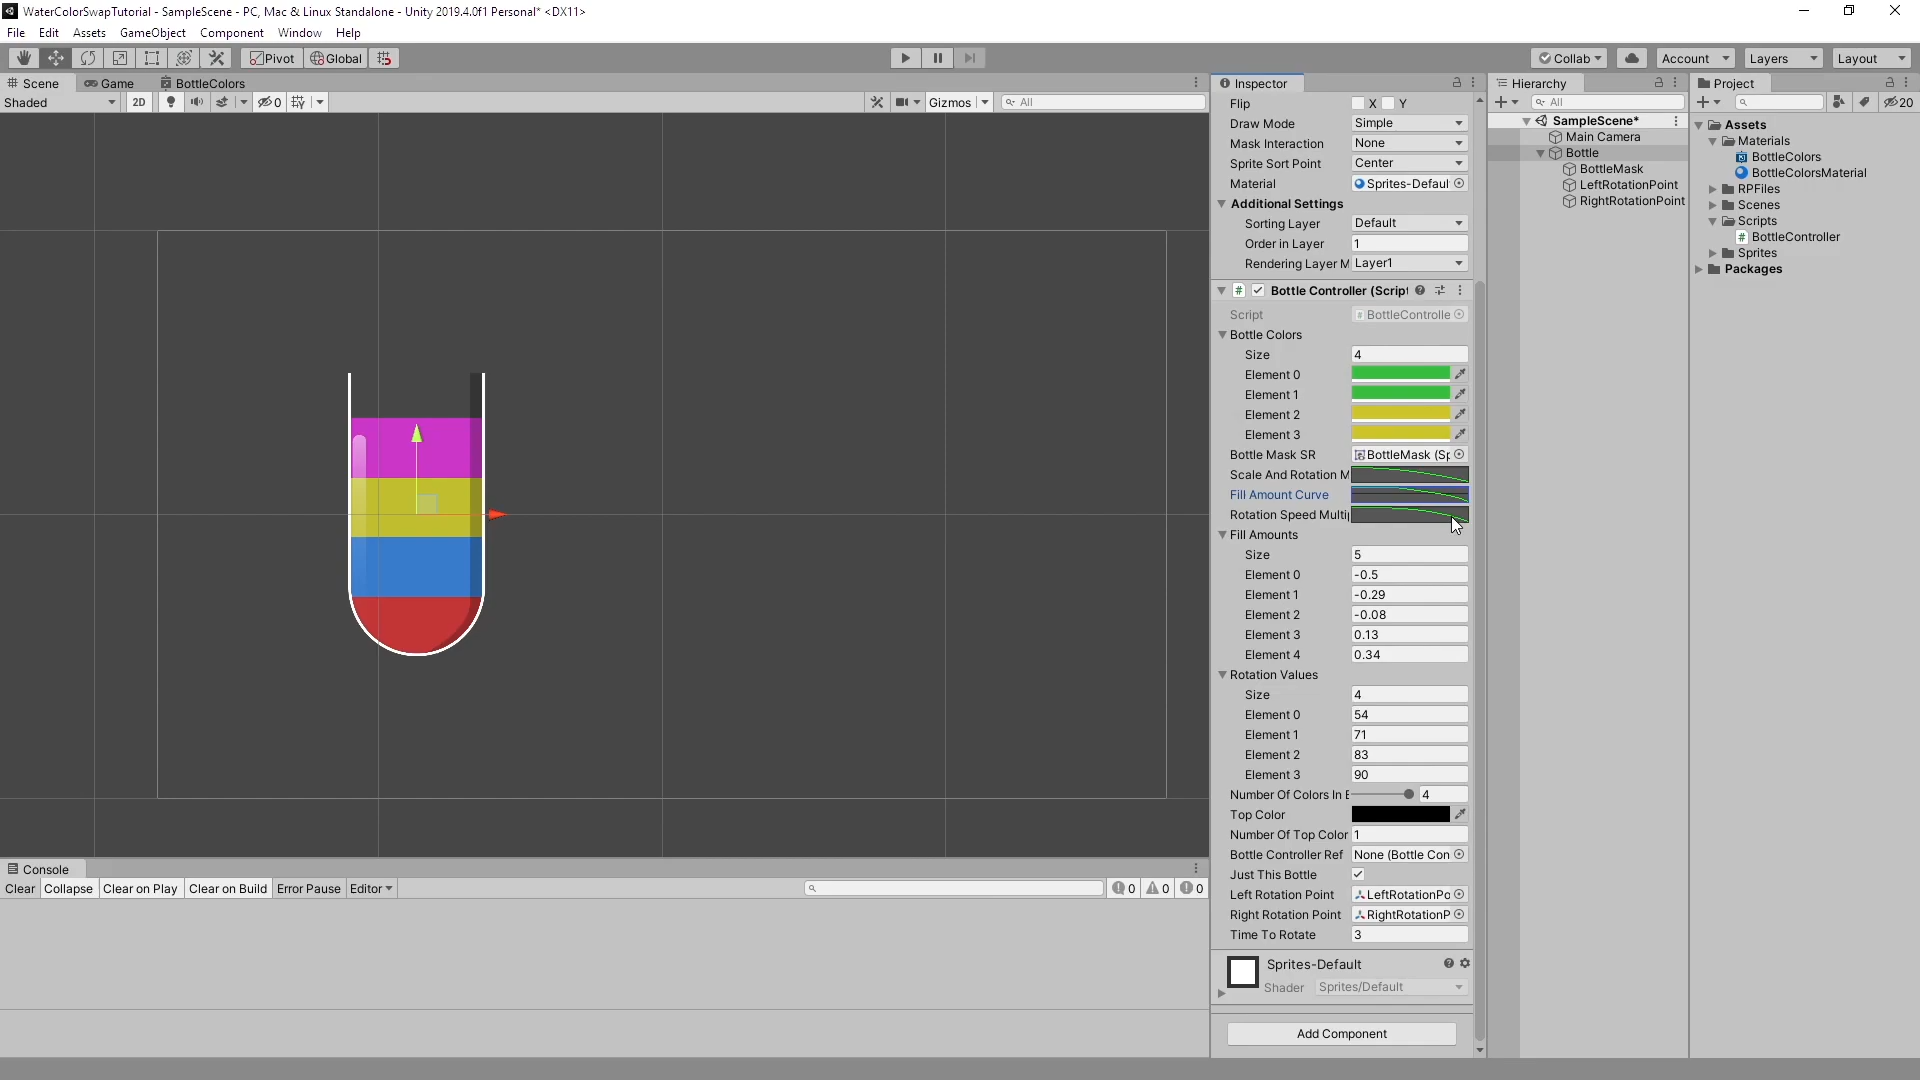 WaterColorSwapTutorial - SampleScene - PC, Mac & Linux Standalone - Unity 2019.4.0f1 Personal* <DX11>
File Edit Assets GameObject Component Window Help
Pivot Global Collab Account Layers Layout
Scene Game BottleColors
Shaded 2D 0 Gizmos All
Inspector
Flip X Y
Draw Mode Simple
Mask Interaction None
Sprite Sort Point Center
Material Sprites-Defaul
Additional Settings
Sorting Layer Default
Order in Layer 1
Rendering Layer M Layer1
Bottle Controller (Script
Script BottleControlle
Bottle Colors
Size 4
Element 0
Element 1
Element 2
Element 3
Bottle Mask SR BottleMask (Sp
Scale And Rotation M
Fill Amount Curve
Rotation Speed Multip
Fill Amounts
Size 5
Element 0 -0.5
Element 1 -0.29
Element 2 -0.08
Element 3 0.13
Element 4 0.34
Rotation Values
Size 4
Element 0 54
Element 1 71
Element 2 83
Element 3 90
Number Of Colors In B 4
Top Color
Number Of Top Color 1
Bottle Controller Ref None (Bottle Con
Just This Bottle
Left Rotation Point LeftRotationPo
Right Rotation Point RightRotationP
Time To Rotate 3
Sprites-Default
Shader Sprites/Default
Add Component
Hierarchy
All
SampleScene*
Main Camera
Bottle
BottleMask
LeftRotationPoint
RightRotationPoint
Project
20
Assets
Materials
BottleColors
BottleColorsMaterial
RPFiles
Scenes
Scripts
BottleController
Sprites
Packages
Console
Clear Collapse Clear on Play Clear on Build Error Pause Editor 0 0 0